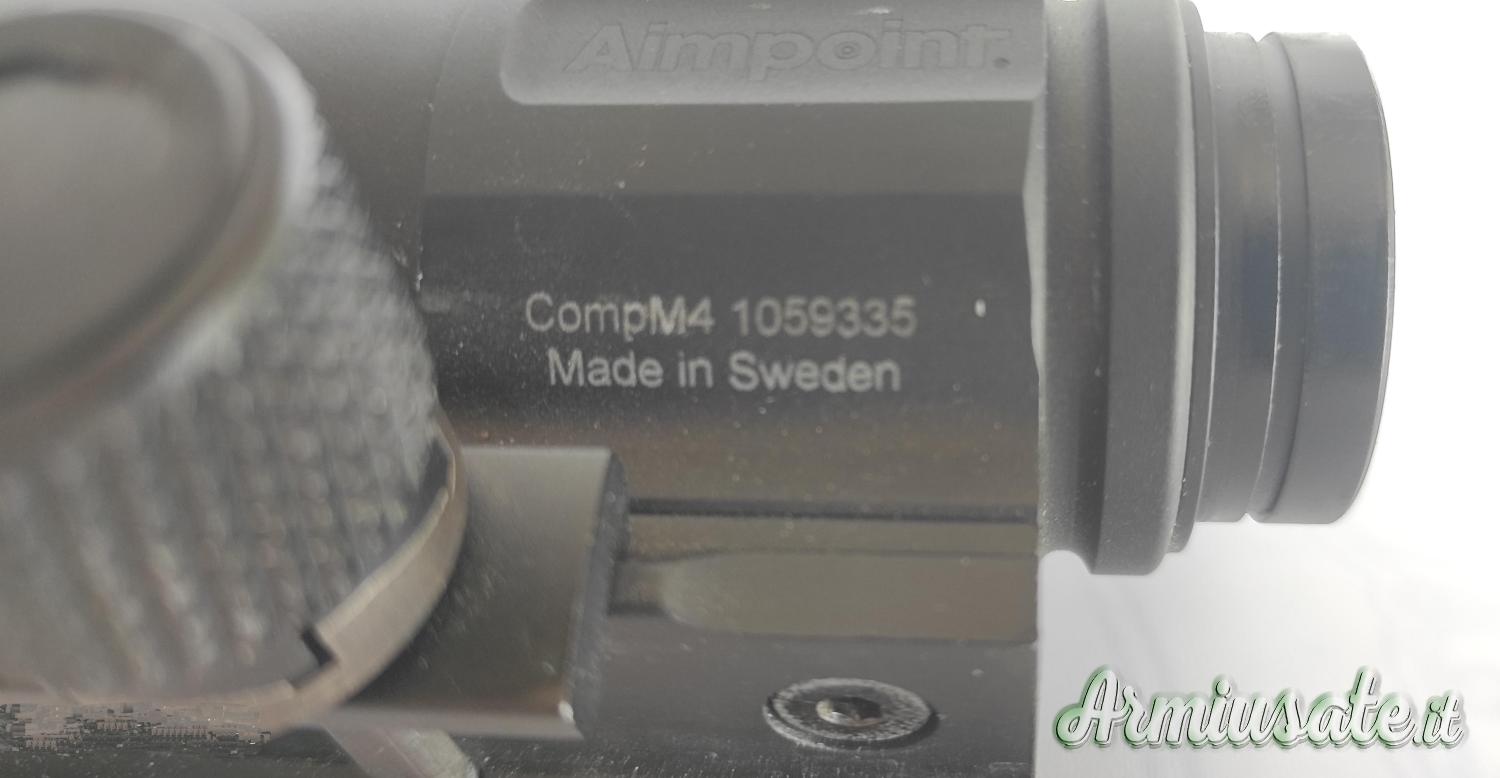 Aimpoint.
CompM4 1059335
Made in Sweden
Armiusate.it